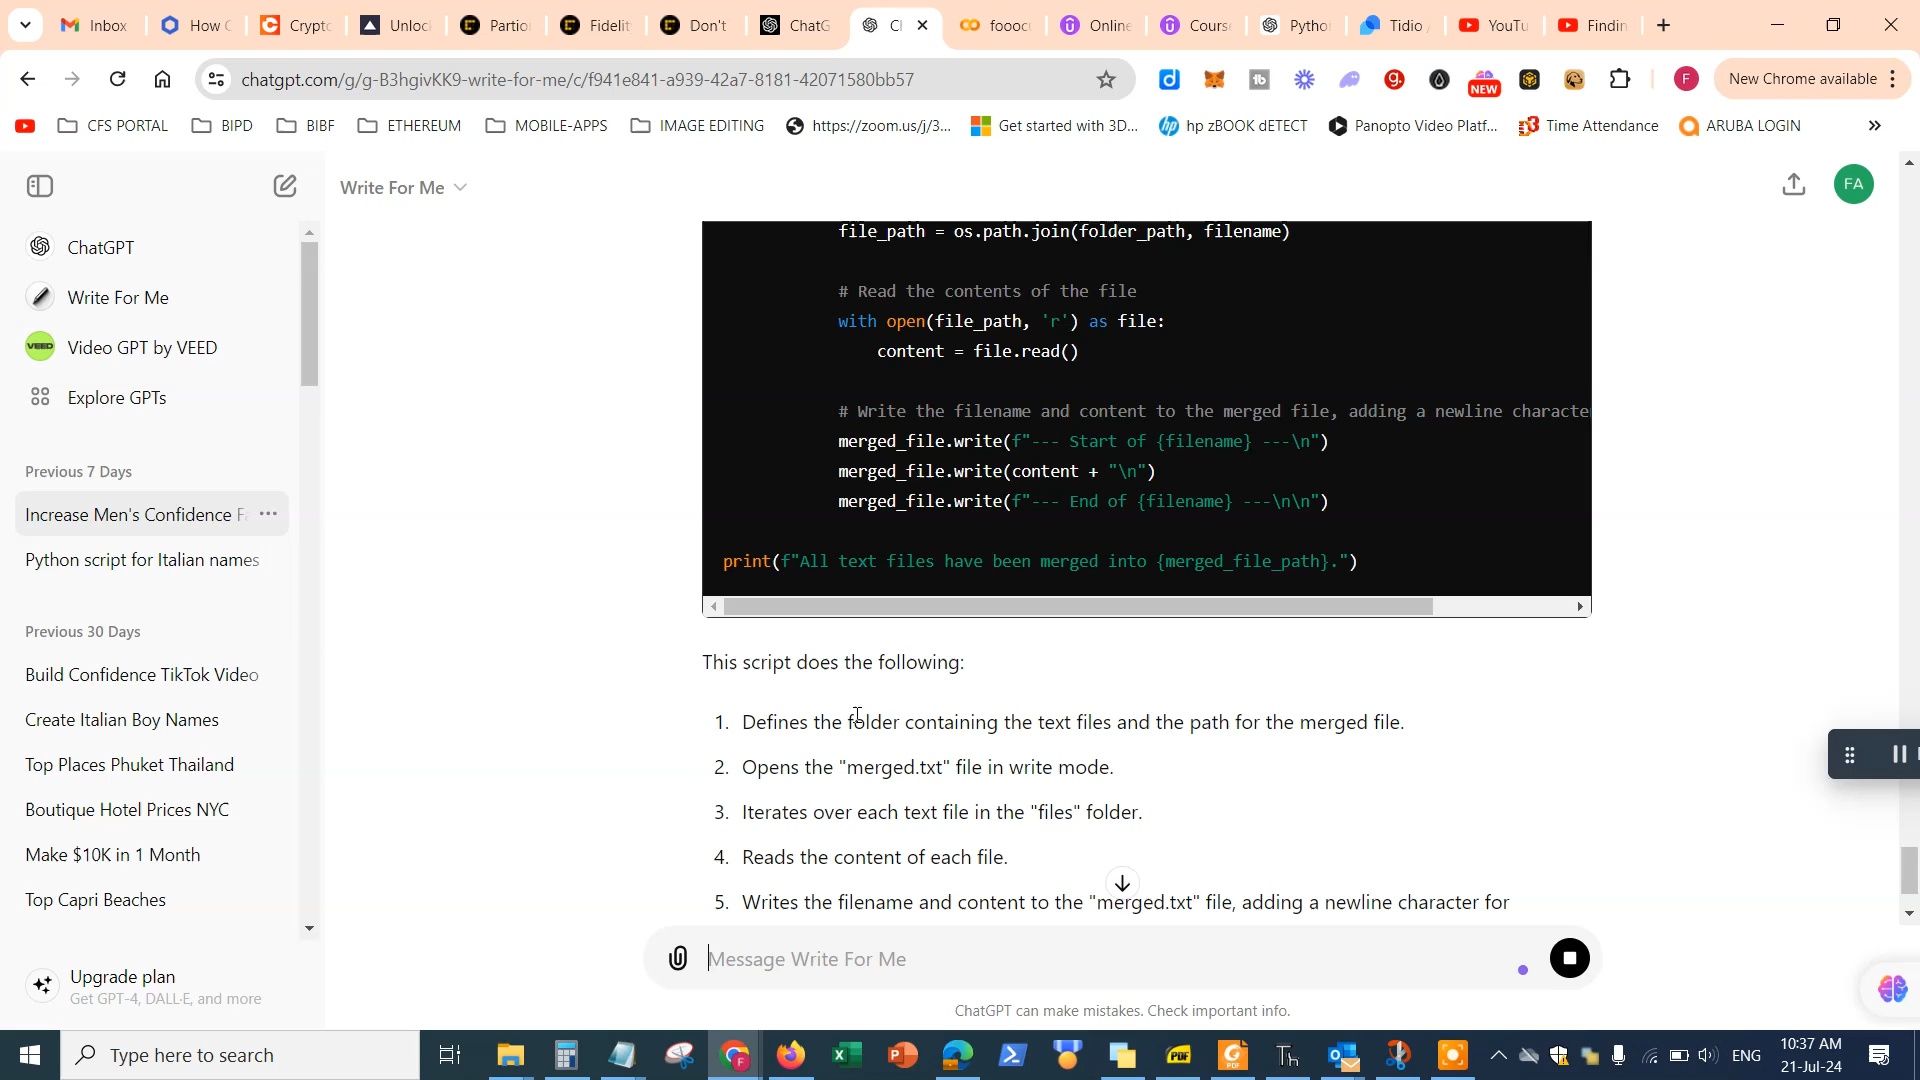 Inbox
How C
Crypto
Unlock
Partion
Fidelit
Don't
ChatG
Cl
foooc
Online
Cours
Pytho
Tidio
YouTu
Findin
chatgpt.com/g/g-B3hgivKK9-write-for-me/c/f941e841-a939-42a7-8181-42071580bb57
NEW
F
New Chrome available
CFS PORTAL
BIPD
BIBF
ETHEREUM
MOBILE-APPS
IMAGE EDITING
https://zoom.us/j/3...
Get started with 3D...
hp zBOOK dETECT
Panopto Video Platf...
Time Attendance
ARUBA LOGIN
»
Write For Me
FA
ChatGPT
Write For Me
VEED
Video GPT by VEED
Explore GPTs
Previous 7 Days
Increase Men's Confidence Fa
Python script for Italian names
Previous 30 Days
Build Confidence TikTok Video
Create Italian Boy Names
Top Places Phuket Thailand
Boutique Hotel Prices NYC
Make $10K in 1 Month
Top Capri Beaches
Upgrade plan
Get GPT-4, DALL·E, and more
file_path = os.path.join(folder_path, filename)
# Read the contents of the file
with open(file_path, 'r') as file:
content = file.read()
# Write the filename and content to the merged file, adding a newline character
merged_file.write(f"--- Start of {filename} ---\n")
merged_file.write(content + "\n")
merged_file.write(f"--- End of {filename} ---\n\n")
print(f"All text files have been merged into {merged_file_path}.")
This script does the following:
1. Defines the folder containing the text files and the path for the merged file.
2. Opens the "merged.txt" file in write mode.
3. Iterates over each text file in the "files" folder.
4. Reads the content of each file.
5. Writes the filename and content to the "merged.txt" file, adding a newline character for
Message Write For Me
ChatGPT can make mistakes. Check important info.
Type here to search
PDF
Th
ENG
10:37 AM
21-Jul-24